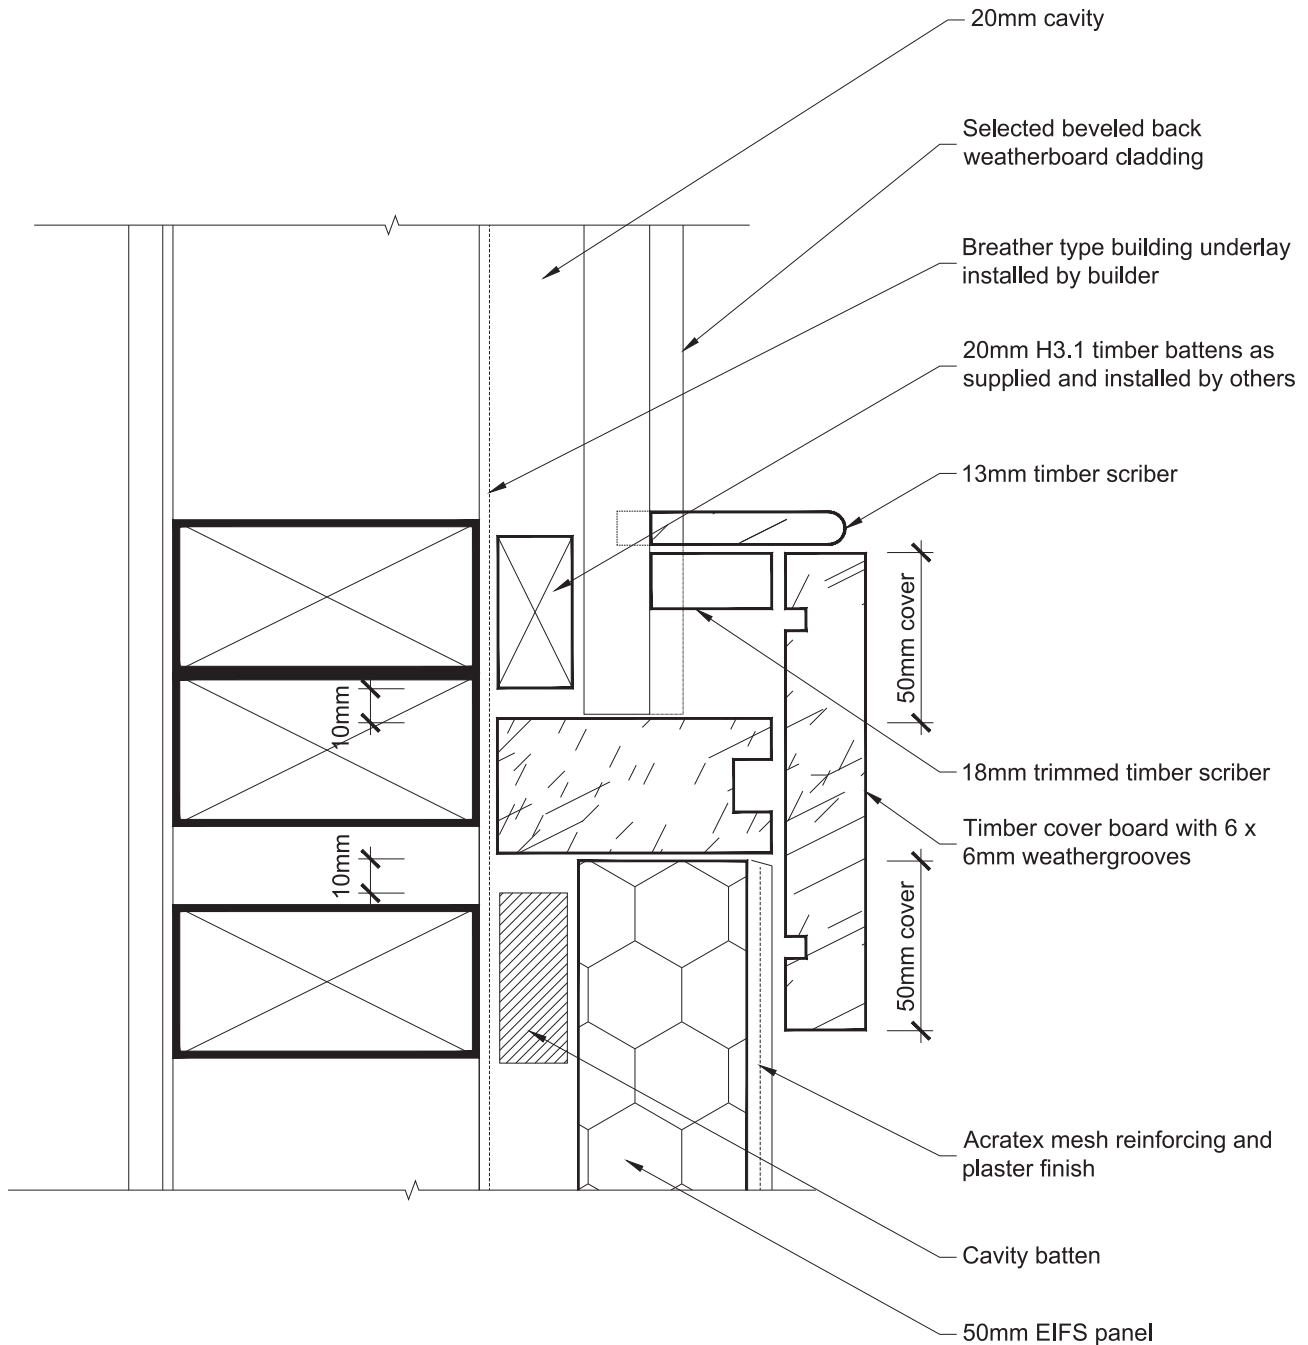 20mm cavity
Selected beveled back
weatherboard cladding
Breather type building underlay
installed by builder
20mm H3.1 timber battens as
supplied and installed by others
13mm timber scriber
50mm cover
10mm
18mm trimmed timber scriber
Timber cover board with 6 x
6mm weathergrooves
10mm
50mm cover
Acratex mesh reinforcing and
plaster finish
Cavity batten
50mm EIFS panel